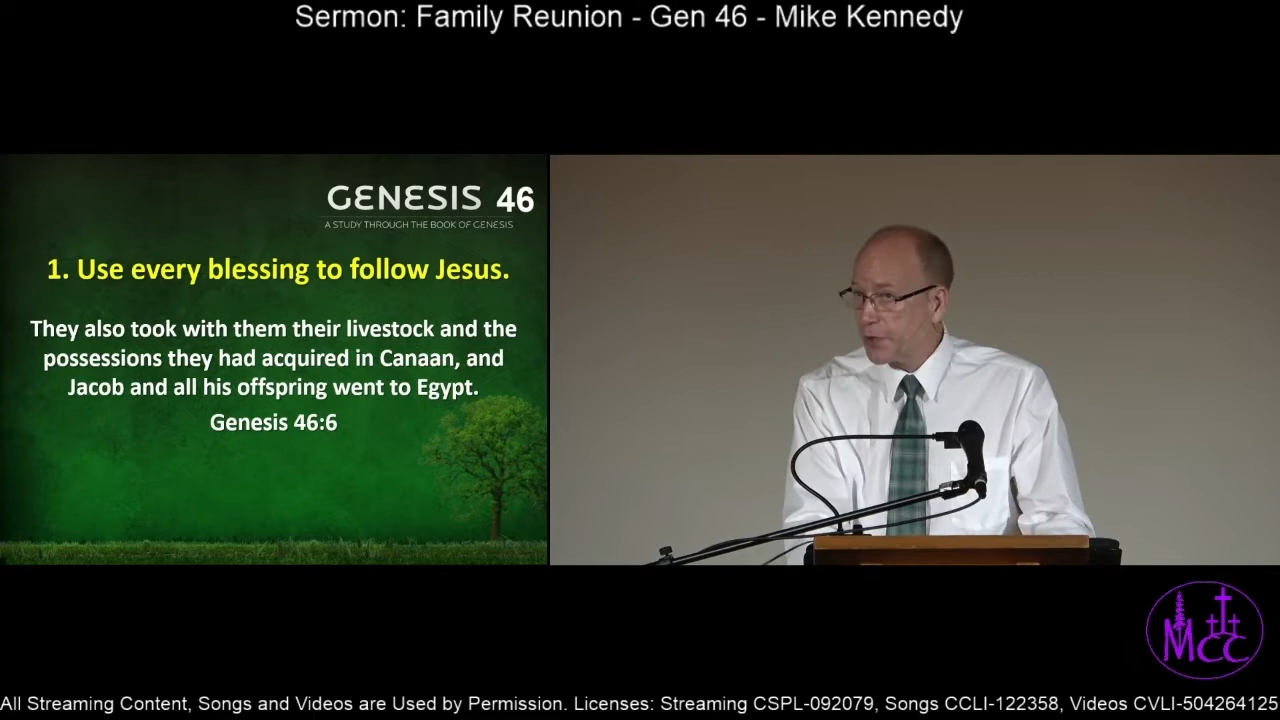 Sermon: Family Reunion - Gen 46 - Mike Kennedy
GENESIS 46
A STUDY THROUGH THE BOOK OF GENESIS
1. Use every blessing to follow Jesus.
They also took with them their livestock and the
possessions they had acquired in Canaan, and
Jacob and all his offspring went to Egypt.
Genesis 46:6
MCC
All Streaming Content, Songs and Videos are Used by Permission. Licenses: Streaming CSPL-092079, Songs CCLI-122358, Videos CVLI-504264125